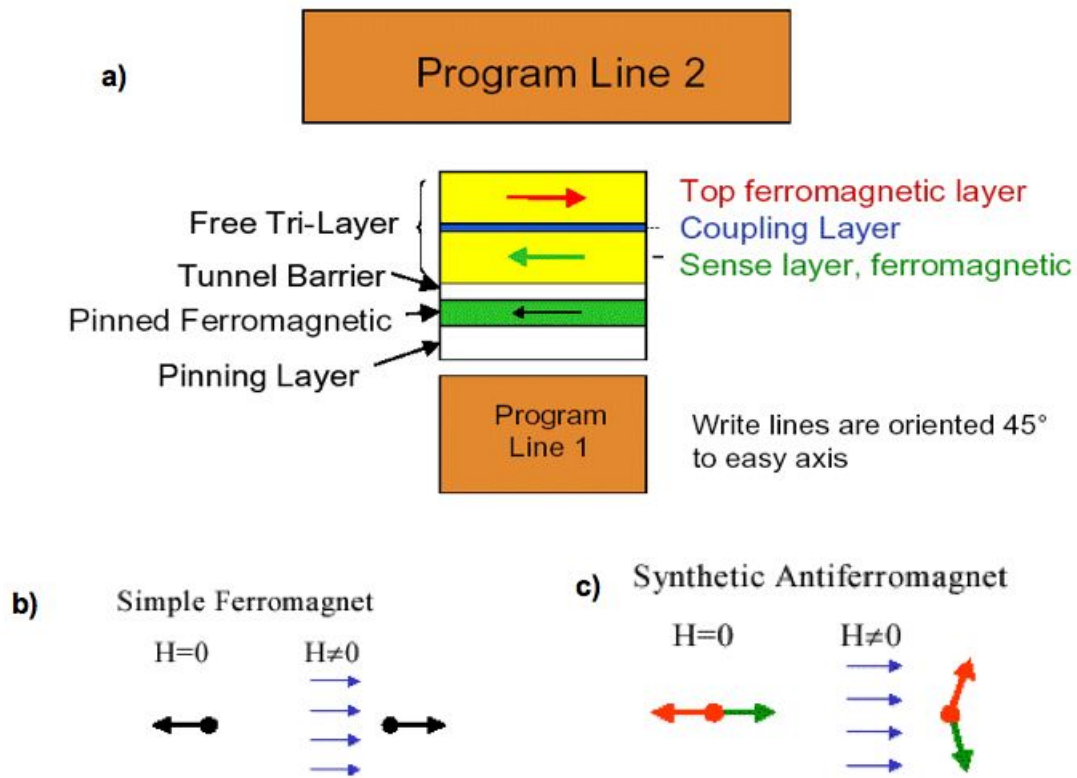 a)
Program Line 2
Free Tri-Layer
Tunnel Barrier
Pinned Ferromagnetic
Pinning Layer
Top ferromagnetic layer
Coupling Layer
Sense layer, ferromagnetic
Program
Line 1
Write lines are oriented 45°
to easy axis
b)
Simple Ferromagnet
H=0
H≠0
c)
Synthetic Antiferromagnet
H=0
H≠0